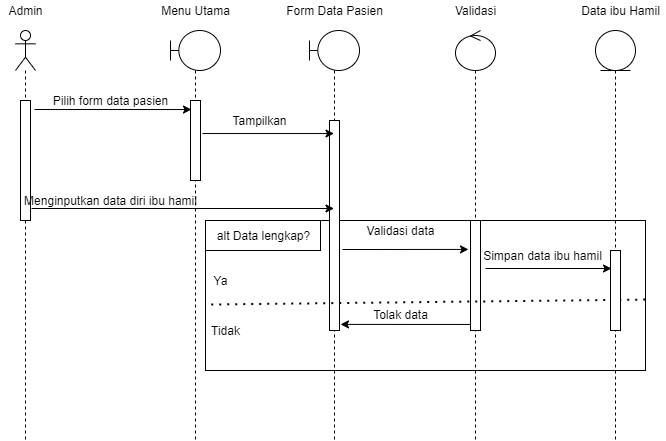 Admin
Menu Utama
Form Data Pasien
Validasi
Data ibu Hamil
Pilih form data pasien
Tampilkan
Menginputkan data diri ibu hamil
alt Data lengkap?
Validasi data
Simpan data ibu hamil
Ya
Tolak data
Tidak